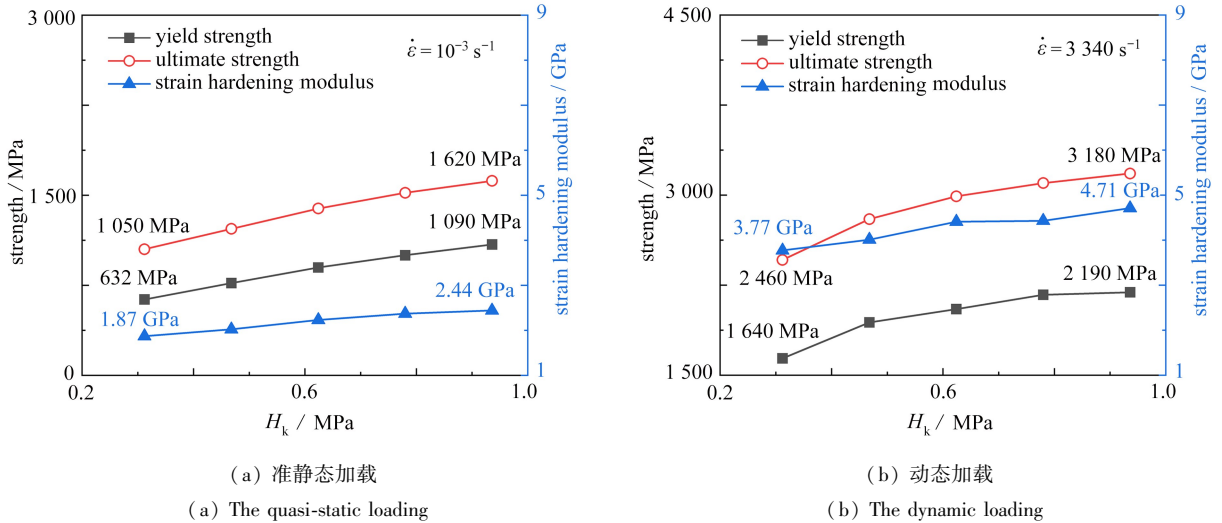 3 000
1 500
0
strength / MPa
yield strength
ultimate strength
strain hardening modulus
ε̇ = 10⁻³ s⁻¹
1 620 MPa
1 050 MPa
1 090 MPa
632 MPa
2.44 GPa
1.87 GPa
9
5
1
strain hardening modulus / GPa
0.2
0.6
1.0
Hₖ / MPa
(a) 准静态加载
(a) The quasi-static loading
4 500
3 000
1 500
strength / MPa
yield strength
ultimate strength
strain hardening modulus
ε̇ = 3 340 s⁻¹
3 180 MPa
4.71 GPa
3.77 GPa
2 460 MPa
2 190 MPa
1 640 MPa
9
5
1
strain hardening modulus / GPa
0.2
0.6
1.0
Hₖ / MPa
(b) 动态加载
(b) The dynamic loading